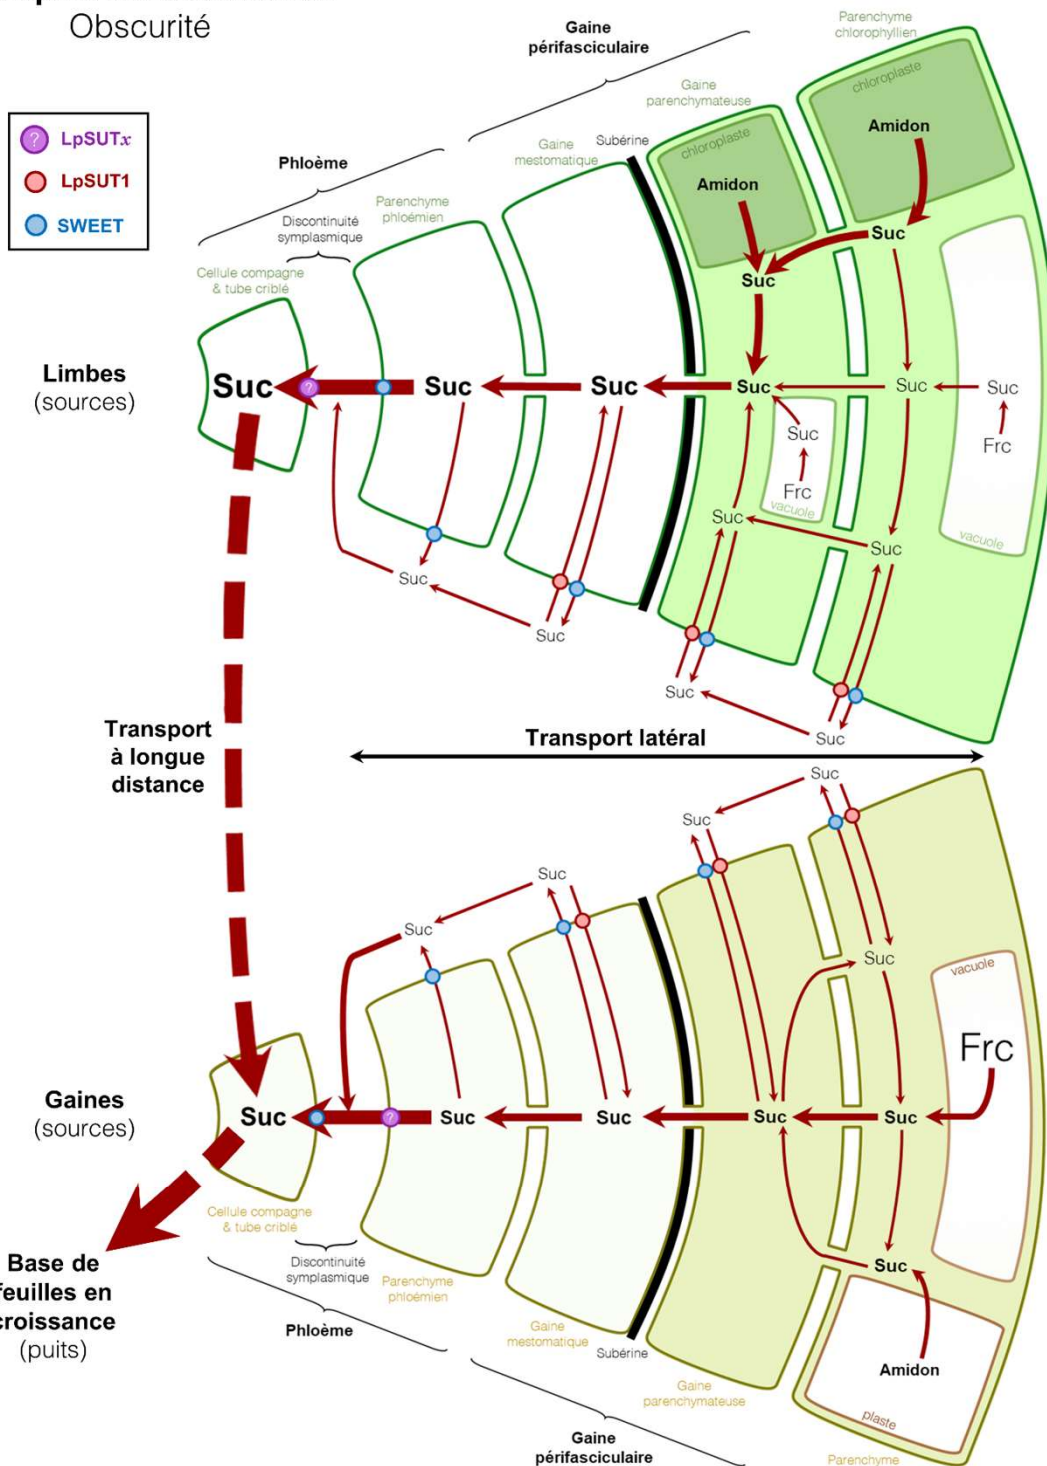 Obscurité
LpSUTx
LpSUT1
SWEET
Gaine
périfasciculaire
Parenchyme
chlorophyllien
Phloème
Gaine
parenchymateuse
Subérine
Gaine
mestomatique
Discontinuité
symplasmique
Parenchyme
phloémien
Cellule compagne
& tube criblé
chloroplaste
Amidon
chloroplaste
Amidon
Suc
Suc
Limbes
(sources)
Suc
Suc
Suc
Suc
Suc
Suc
Frc
Suc
Frc
vacuole
vacuole
Suc
Suc
Suc
Suc
Suc
Suc
Transport
à longue
distance
Transport latéral
Suc
Suc
Suc
Suc
Suc
vacuole
Frc
Gaines
(sources)
Suc
Suc
Suc
Suc
Suc
Suc
Amidon
plaste
Cellule compagne
& tube criblé
Discontinuité
symplasmique
Parenchyme
phloémien
Gaine
mestomatique
Subérine
Gaine
parenchymateuse
Parenchyme
Phloème
Gaine
périfasciculaire
Base de
feuilles en
croissance
(puits)